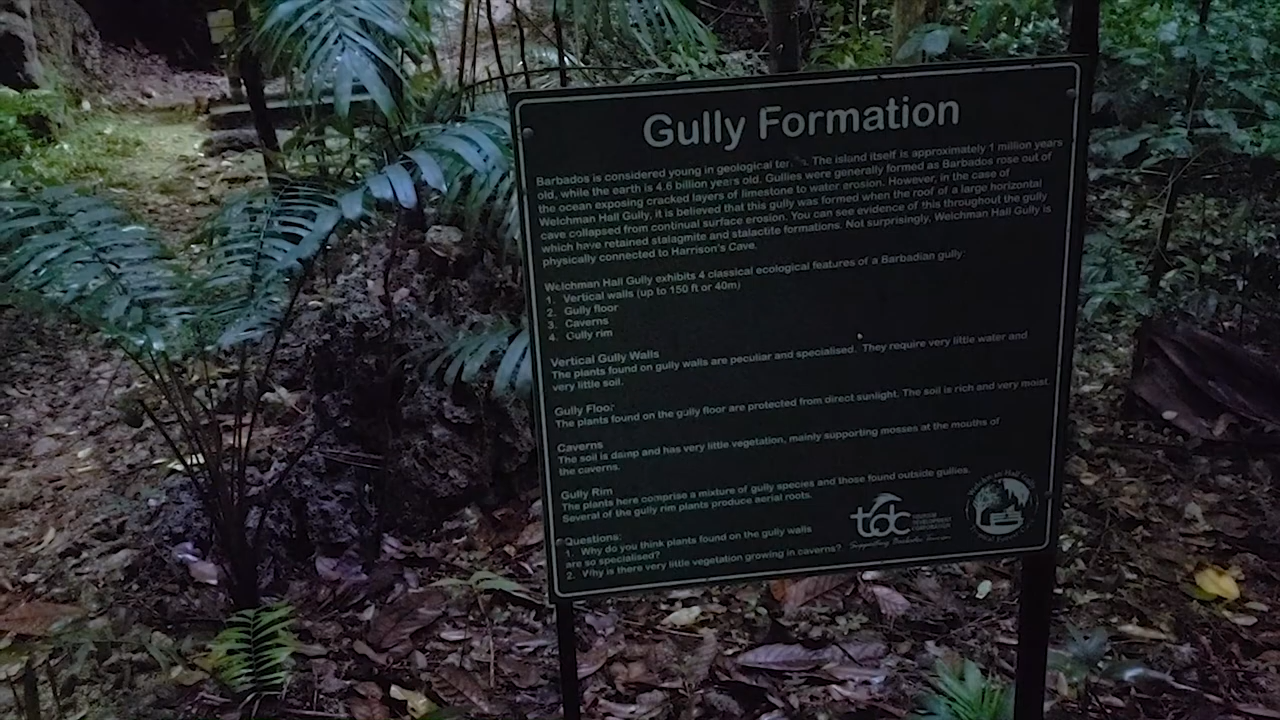 Gully Formation
Barbados is considered young in geological terms. The island itself is approximately 1 million years
old, while the earth is 4.6 billion years old. Gullies were generally formed as Barbados rose out of
the ocean exposing cracked layers of limestone to water erosion. However, in the case of
Welchman Hall Gully, it is believed that this gully was formed when the roof of a large horizontal
cave collapsed from continual surface erosion. You can see evidence of this throughout the gully
which have retained stalagmite and stalactite formations. Not surprisingly, Welchman Hall Gully is
physically connected to Harrison's Cave.
Welchman Hall Gully exhibits 4 classical ecological features of a Barbadian gully:
1. Vertical walls (up to 150 ft or 40m)
2. Gully floor
3. Caverns
4. Gully rim
Vertical Gully Walls
The plants found on gully walls are peculiar and specialised. They require very little water and
very little soil.
Gully Floor
The plants found on the gully floor are protected from direct sunlight. The soil is rich and very moist.
Caverns
The soil is damp and has very little vegetation, mainly supporting mosses at the mouths of
the caverns.
Gully Rim
The plants here comprise a mixture of gully species and those found outside gullies.
Several of the gully rim plants produce aerial roots.
Questions:
1. Why do you think plants found on the gully walls
are so specialised?
2. Why is there very little vegetation growing in caverns?
tdc
TOURISM
DEVELOPMENT
CORPORATION
Supporting Barbados Tourism
Welchman Hall Gully